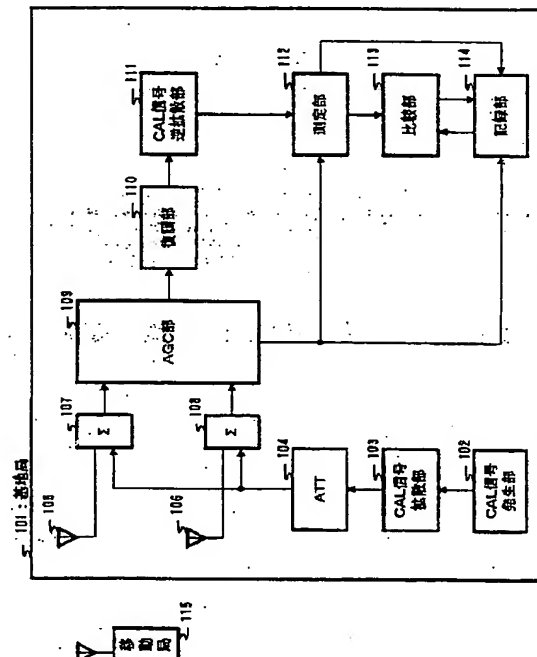 101:基地局
105
106
107
Σ
108
Σ
109
AGC部
110
復調部
111
CAL信号
逆拡散部
112
測定部
113
比較部
114
記録部
104
ATT
103
CAL信号
拡散部
102
CAL信号
発生部
115
移動局